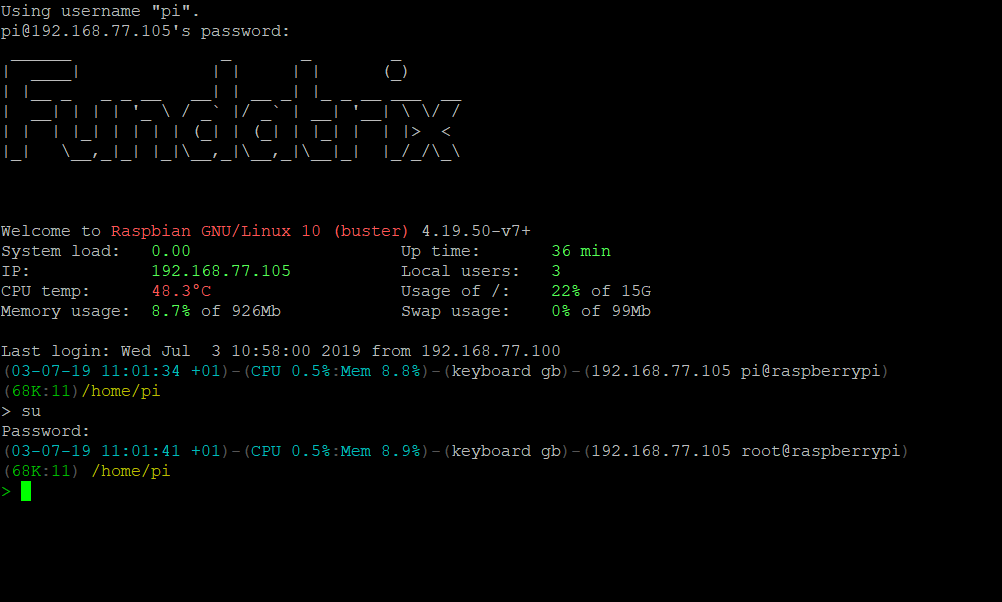 Using username "pi".
pi@192.168.77.105's password:
Fundatrix
Welcome to Raspbian GNU/Linux 10 (buster) 4.19.50-v7+
System load: 0.00 Up time: 36 min
IP: 192.168.77.105 Local users: 3
CPU temp: 48.3°C Usage of /: 22% of 15G
Memory usage: 8.7% of 926Mb Swap usage: 0% of 99Mb
Last login: Wed Jul  3 10:58:00 2019 from 192.168.77.100
(03-07-19 11:01:34 +01)-(CPU 0.5%:Mem 8.8%)-(keyboard gb)-(192.168.77.105 pi@raspberrypi)
(68K:11)/home/pi
> su
Password:
(03-07-19 11:01:41 +01)-(CPU 0.5%:Mem 8.9%)-(keyboard gb)-(192.168.77.105 root@raspberrypi)
(68K:11) /home/pi
>